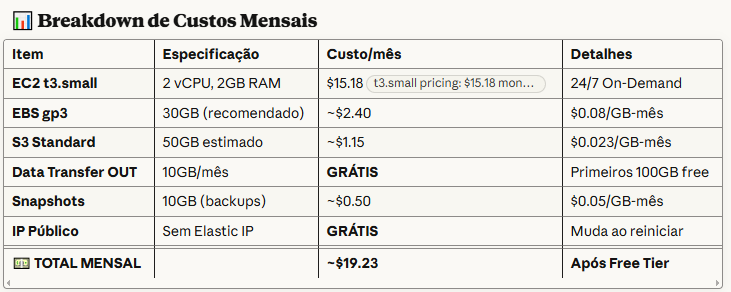 📊 Breakdown de Custos Mensais
Item Especificação Custo/mês Detalhes
EC2 t3.small 2 vCPU, 2GB RAM $15.18 t3.small pricing: $15.18 mon... 24/7 On-Demand
EBS gp3 30GB (recomendado) ~$2.40 $0.08/GB-mês
S3 Standard 50GB estimado ~$1.15 $0.023/GB-mês
Data Transfer OUT 10GB/mês GRÁTIS Primeiros 100GB free
Snapshots 10GB (backups) ~$0.50 $0.05/GB-mês
IP Público Sem Elastic IP GRÁTIS Muda ao reiniciar
💵 TOTAL MENSAL ~$19.23 Após Free Tier